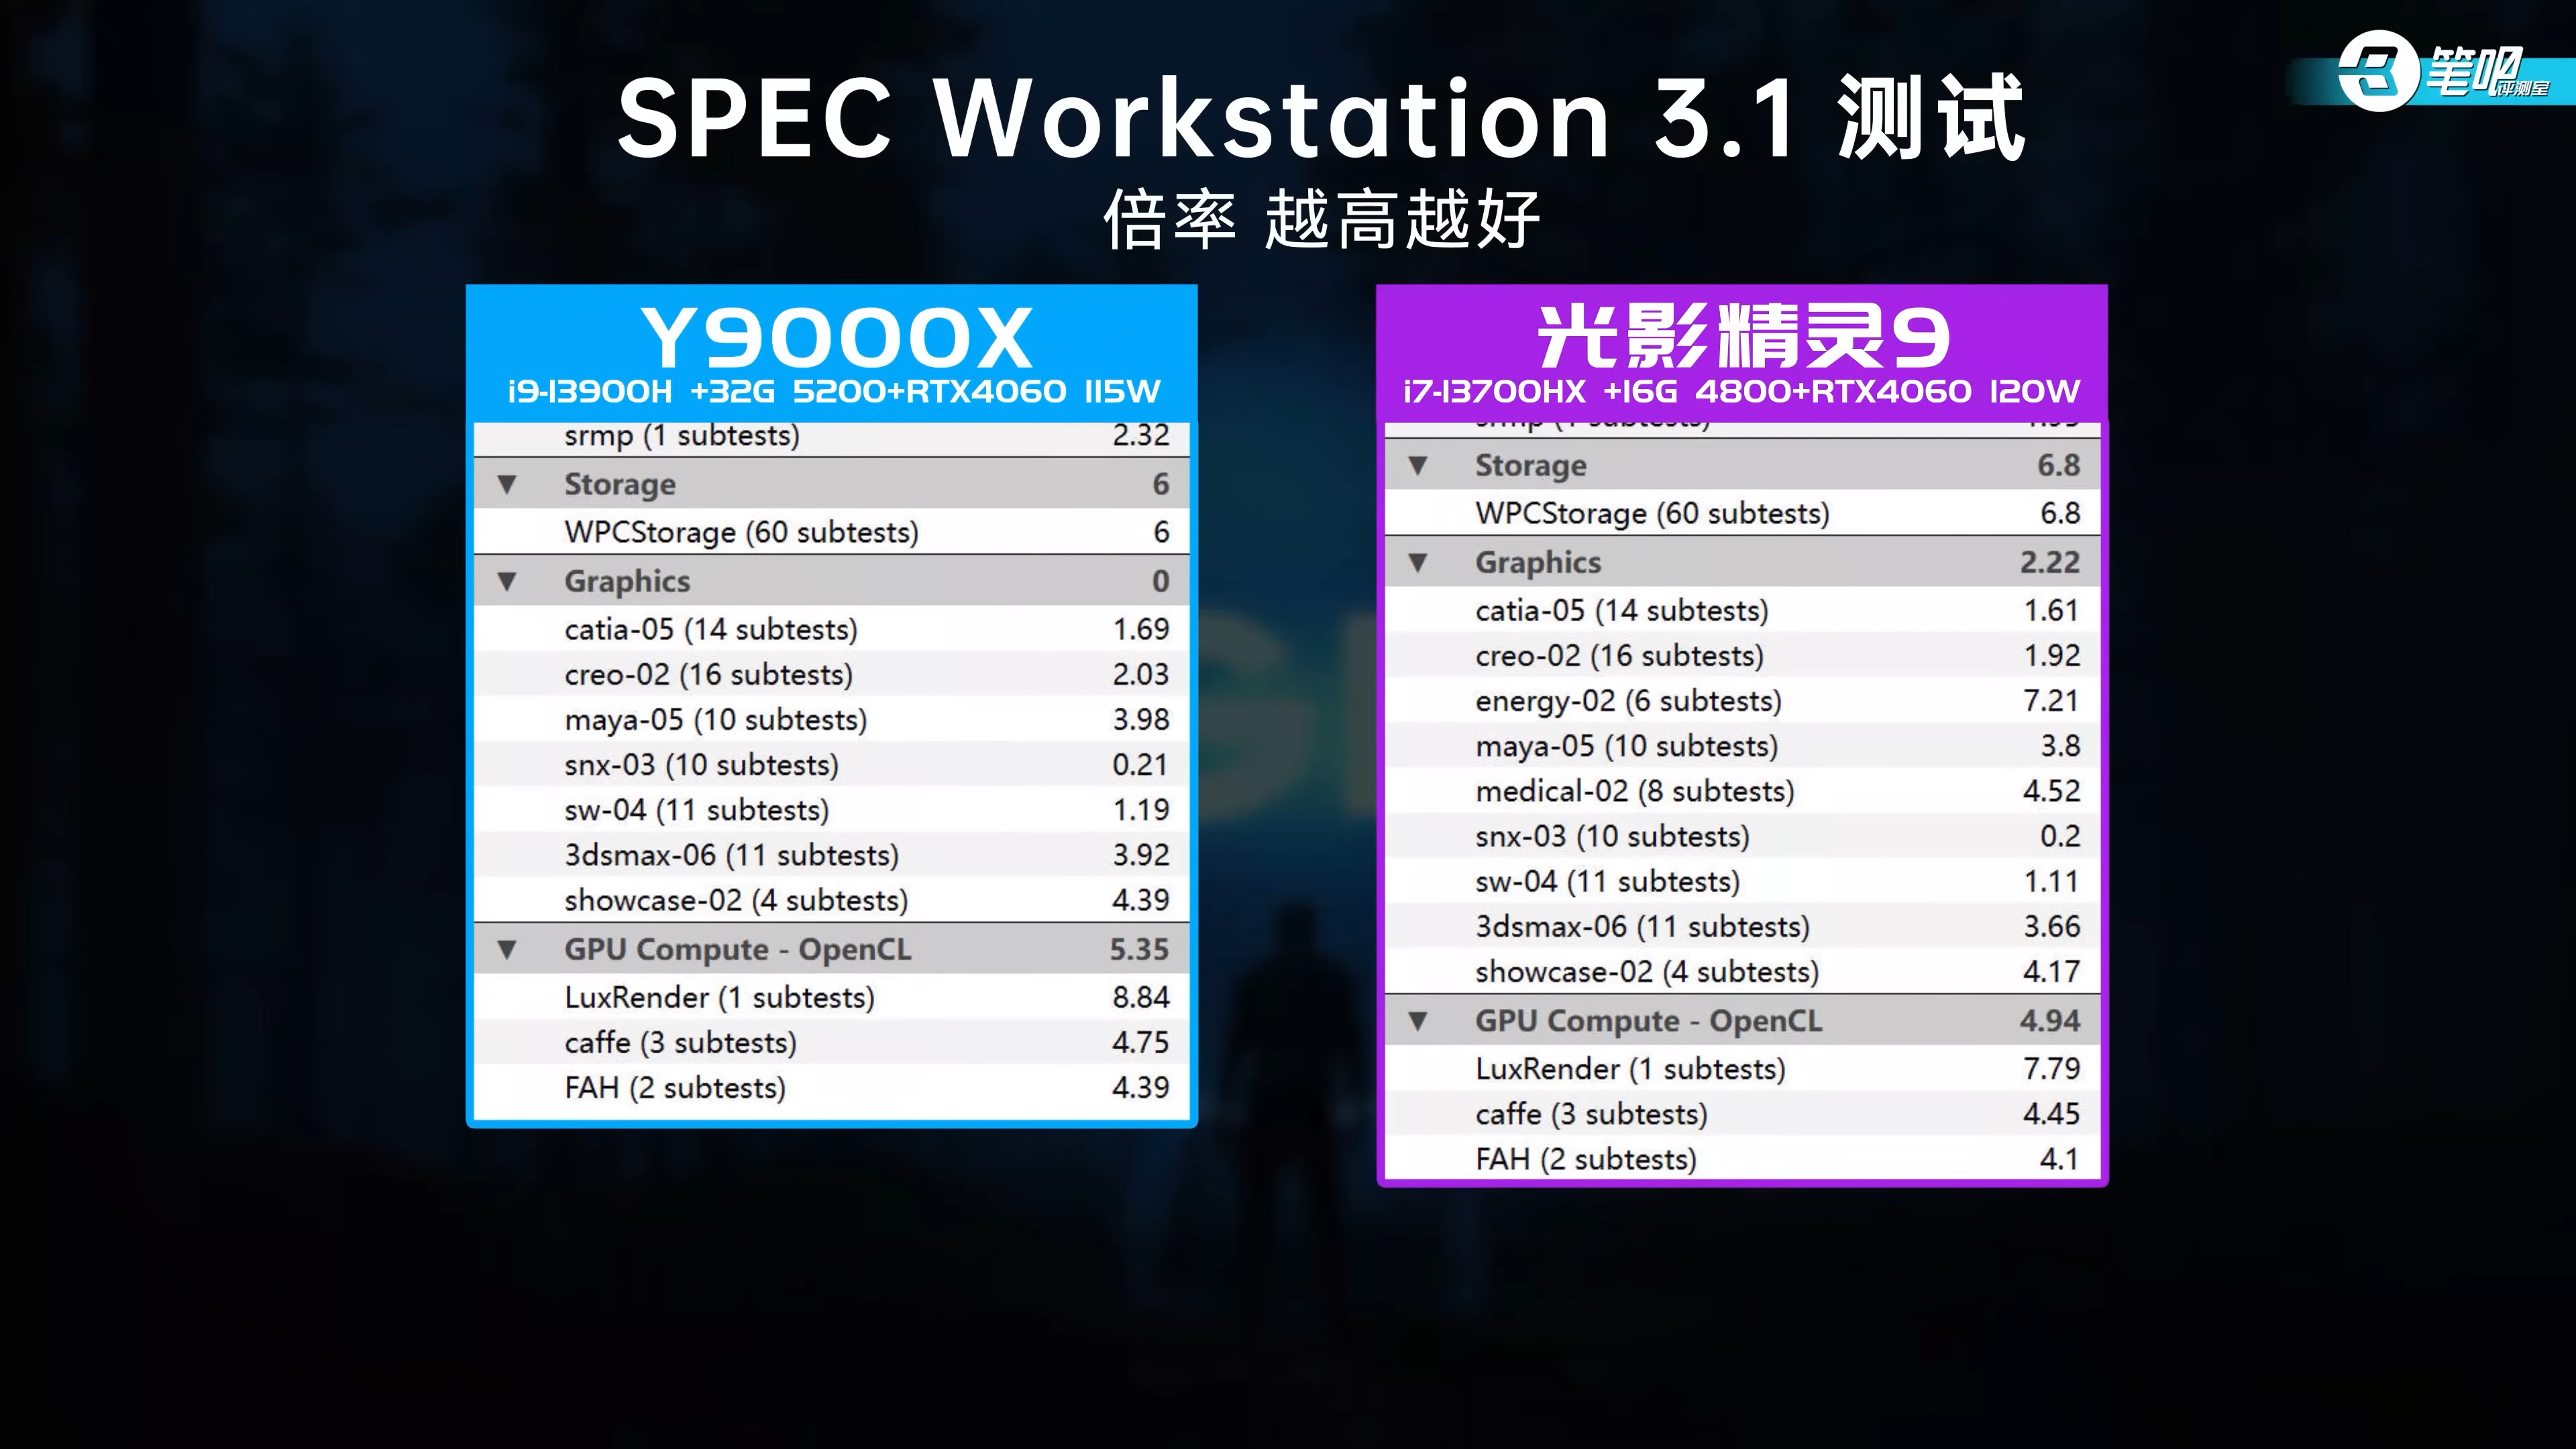 笔吧评测室
SPEC Workstation 3.1 测试
倍率 越高越好
Y9000X
i9-13900H +32G 5200+RTX4060 115W
srmp (1 subtests) 2.32
▼ Storage 6
WPCStorage (60 subtests) 6
▼ Graphics 0
catia-05 (14 subtests) 1.69
creo-02 (16 subtests) 2.03
maya-05 (10 subtests) 3.98
snx-03 (10 subtests) 0.21
sw-04 (11 subtests) 1.19
3dsmax-06 (11 subtests) 3.92
showcase-02 (4 subtests) 4.39
▼ GPU Compute - OpenCL 5.35
LuxRender (1 subtests) 8.84
caffe (3 subtests) 4.75
FAH (2 subtests) 4.39
光影精灵9
i7-13700HX +16G 4800+RTX4060 120W
▼ Storage 6.8
WPCStorage (60 subtests) 6.8
▼ Graphics 2.22
catia-05 (14 subtests) 1.61
creo-02 (16 subtests) 1.92
energy-02 (6 subtests) 7.21
maya-05 (10 subtests) 3.8
medical-02 (8 subtests) 4.52
snx-03 (10 subtests) 0.2
sw-04 (11 subtests) 1.11
3dsmax-06 (11 subtests) 3.66
showcase-02 (4 subtests) 4.17
▼ GPU Compute - OpenCL 4.94
LuxRender (1 subtests) 7.79
caffe (3 subtests) 4.45
FAH (2 subtests) 4.1